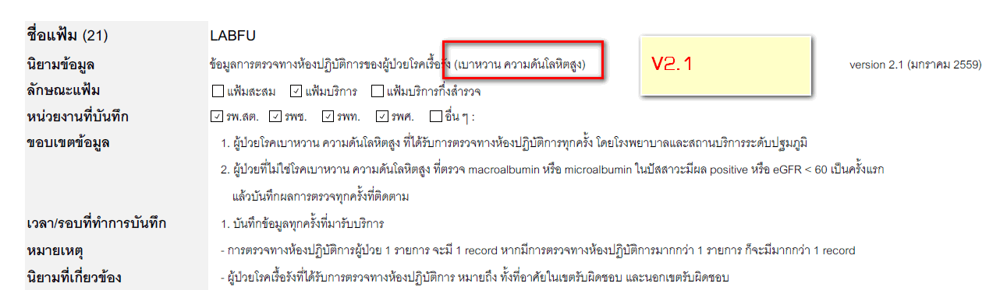 ชื่อแฟ้ม (21) LABFU
นิยามข้อมูล ข้อมูลการตรวจทางห้องปฏิบัติการของผู้ป่วยโรคเรื้อรัง (เบาหวาน ความดันโลหิตสูง) V2.1 version 2.1 (มกราคม 2559)
ลักษณะแฟ้ม แฟ้มสะสม แฟ้มบริการ แฟ้มบริการกึ่งสำรวจ
หน่วยงานที่บันทึก รพ.สต. รพช. รพท. รพศ. อื่น ๆ :
ขอบเขตข้อมูล 1. ผู้ป่วยโรคเบาหวาน ความดันโลหิตสูง ที่ได้รับการตรวจทางห้องปฏิบัติการทุกครั้ง โดยโรงพยาบาลและสถานบริการระดับปฐมภูมิ
2. ผู้ป่วยที่ไม่ใช่โรคเบาหวาน ความดันโลหิตสูง ที่ตรวจ macroalbumin หรือ microalbumin ในปัสสาวะมีผล positive หรือ eGFR < 60 เป็นครั้งแรก
แล้วบันทึกผลการตรวจทุกครั้งที่ติดตาม
เวลา/รอบที่ทำการบันทึก 1. บันทึกข้อมูลทุกครั้งที่มารับบริการ
หมายเหตุ - การตรวจทางห้องปฏิบัติการผู้ป่วย 1 รายการ จะมี 1 record หากมีการตรวจทางห้องปฏิบัติการมากกว่า 1 รายการ ก็จะมีมากกว่า 1 record
นิยามที่เกี่ยวข้อง - ผู้ป่วยโรคเรื้อรังที่ได้รับการตรวจทางห้องปฏิบัติการ หมายถึง ทั้งที่อาศัยในเขตรับผิดชอบ และนอกเขตรับผิดชอบ